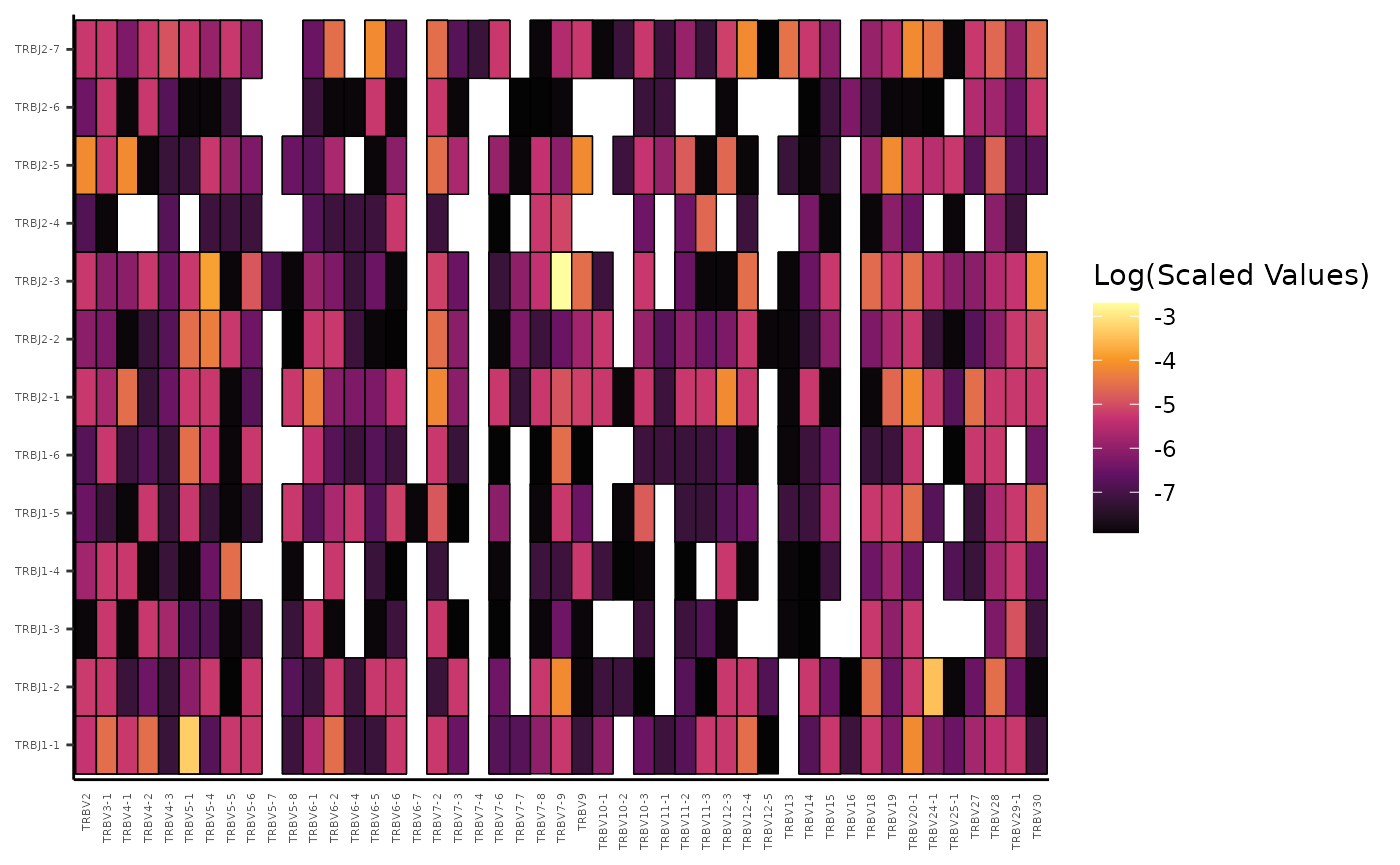 TRBJ2-7
TRBJ2-6
TRBJ2-5
TRBJ2-4
TRBJ2-3
TRBJ2-2
TRBJ2-1
TRBJ1-6
TRBJ1-5
TRBJ1-4
TRBJ1-3
TRBJ1-2
TRBJ1-1
TRBV2
TRBV3-1
TRBV4-1
TRBV4-2
TRBV4-3
TRBV5-1
TRBV5-4
TRBV5-5
TRBV5-6
TRBV5-7
TRBV5-8
TRBV6-1
TRBV6-2
TRBV6-4
TRBV6-5
TRBV6-6
TRBV6-7
TRBV7-2
TRBV7-3
TRBV7-4
TRBV7-6
TRBV7-7
TRBV7-8
TRBV7-9
TRBV9
TRBV10-1
TRBV10-2
TRBV10-3
TRBV11-1
TRBV11-2
TRBV11-3
TRBV12-3
TRBV12-4
TRBV12-5
TRBV13
TRBV14
TRBV15
TRBV16
TRBV18
TRBV19
TRBV20-1
TRBV24-1
TRBV25-1
TRBV27
TRBV28
TRBV29-1
TRBV30
Log(Scaled Values)
-3
-4
-5
-6
-7